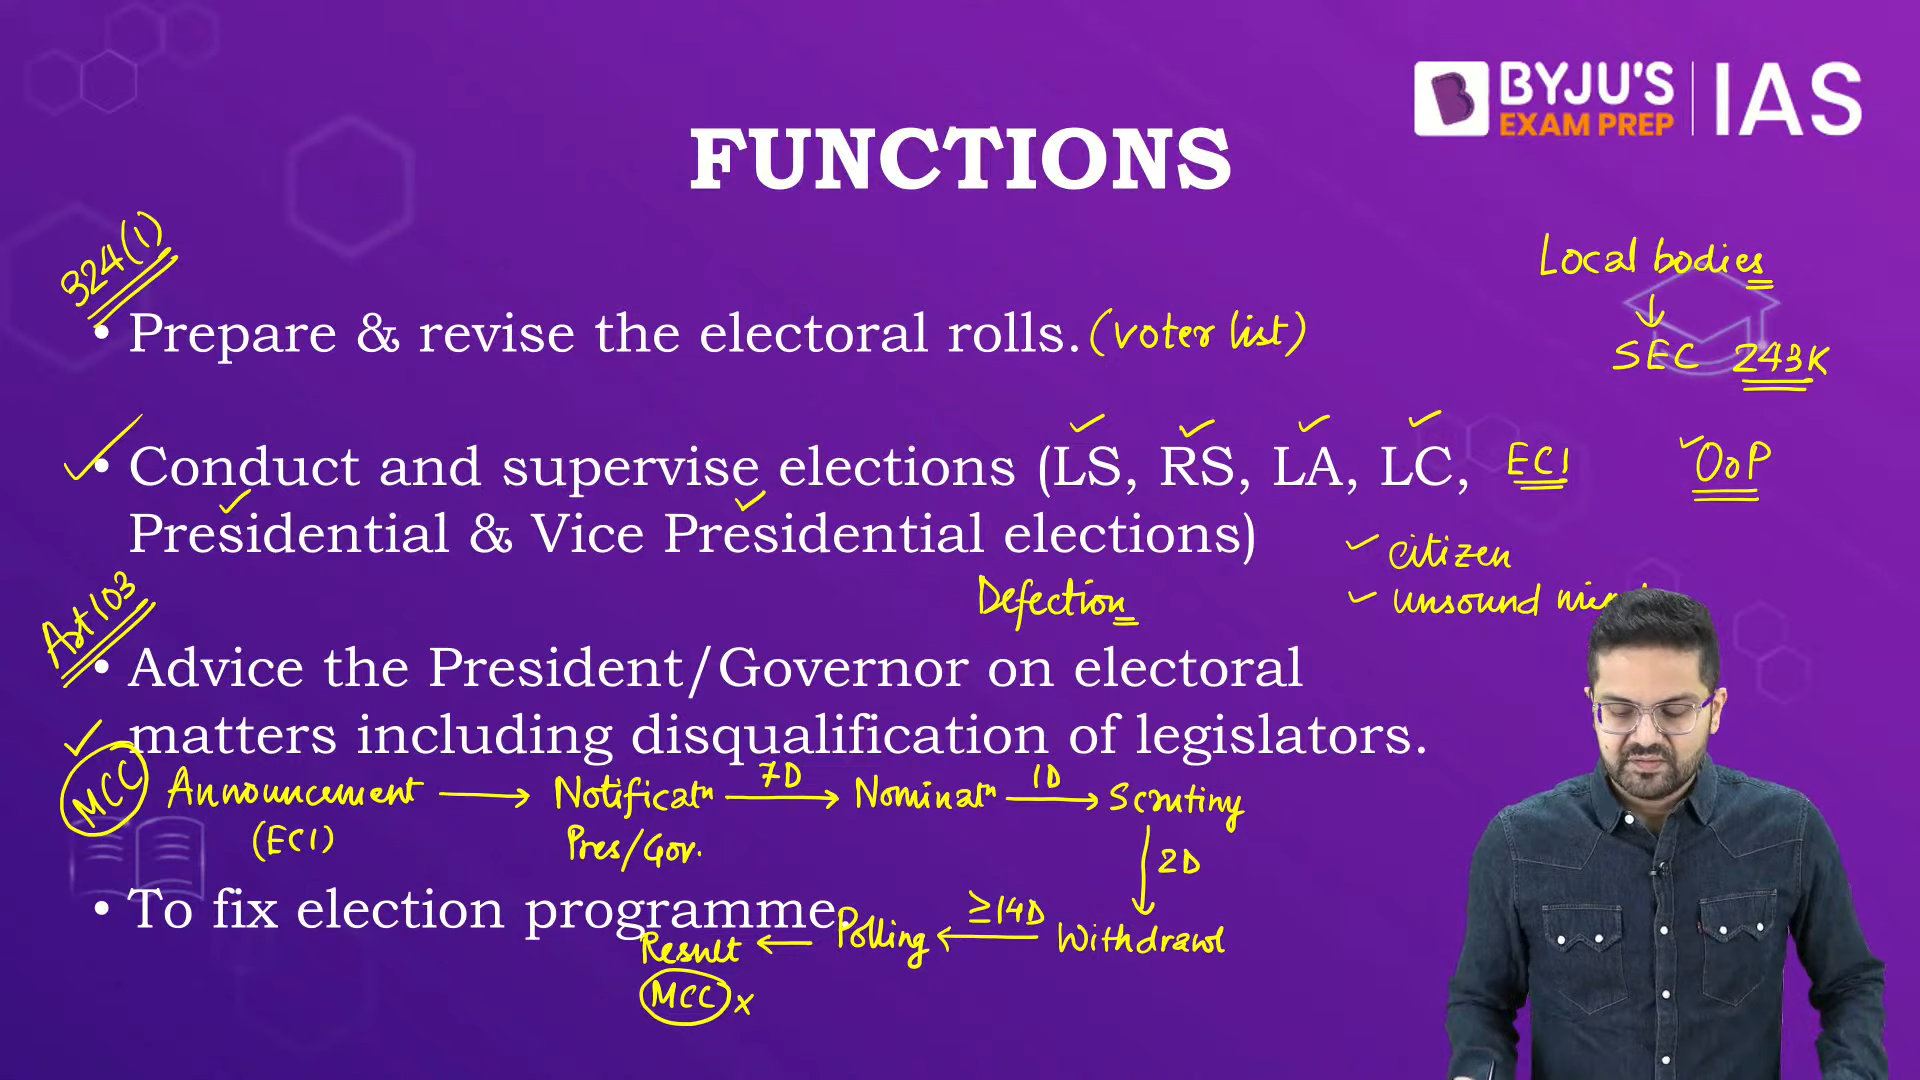 BYJU'S
EXAM PREP
IAS
FUNCTIONS
324(1)
Local bodies
• Prepare & revise the electoral rolls. (voter list)
SEC 243K
• Conduct and supervise elections (LS, RS, LA, LC, ECI
OoP
Presidential & Vice Presidential elections)
citizen
Art 103
Defection
unsound
• Advice the President/Governor on electoral
matters including disqualification of legislators.
MCC
Announcement → Notificatn 7D → Nominatn 1D → Scrutiny
(ECI)
Pres/Gov.
2D
• To fix election programme.
Result ← Polling ← ≥14D Withdrawl
MCC x